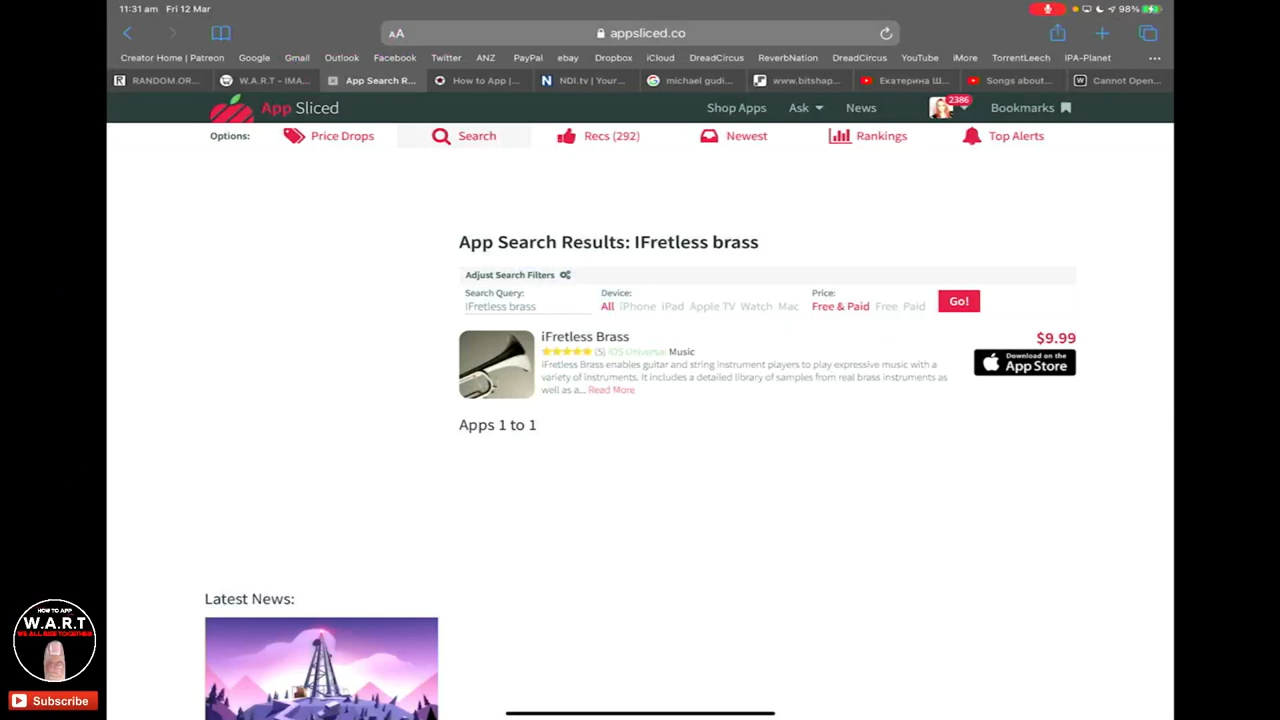 11:31 am Fri 12 Mar
98%
AA
appsliced.co
Creator Home | Patreon Google Gmail Outlook Facebook Twitter ANZ PayPal ebay Dropbox iCloud DreadCircus ReverbNation DreadCircus YouTube iMore TorrentLeech IPA-Planet
RANDOM.OR... W.A.R.T – IMA... App Search R... How to App |... NDI.tv | Your... michael gudi... www.bitshap... Екатерина Ш... Songs about... Cannot Open...
App Sliced
Shop Apps Ask News 2386 Bookmarks
Options: Price Drops Search Recs (292) Newest Rankings Top Alerts
App Search Results: IFretless brass
Adjust Search Filters
Search Query: Device: Price:
IFretless brass All iPhone iPad Apple TV Watch Mac Free & Paid Free Paid Go!
iFretless Brass
$9.99
(5) iOS Universal Music
iFretless Brass enables guitar and string instrument players to play expressive music with a
variety of instruments. It includes a detailed library of samples from real brass instruments as
well as a... Read More
Download on the
App Store
Apps 1 to 1
Latest News:
HOW TO APP
W.A.R.T
WE ALL RISE TOGETHER
Subscribe